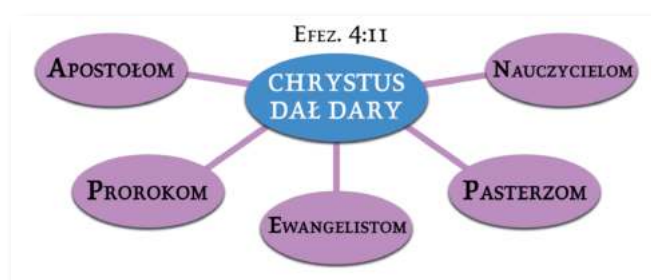 Efez. 4:11
Apostołom
CHRYSTUS
DAŁ DARY
Nauczycielom
Prorokom
Ewangelistom
Pasterzom